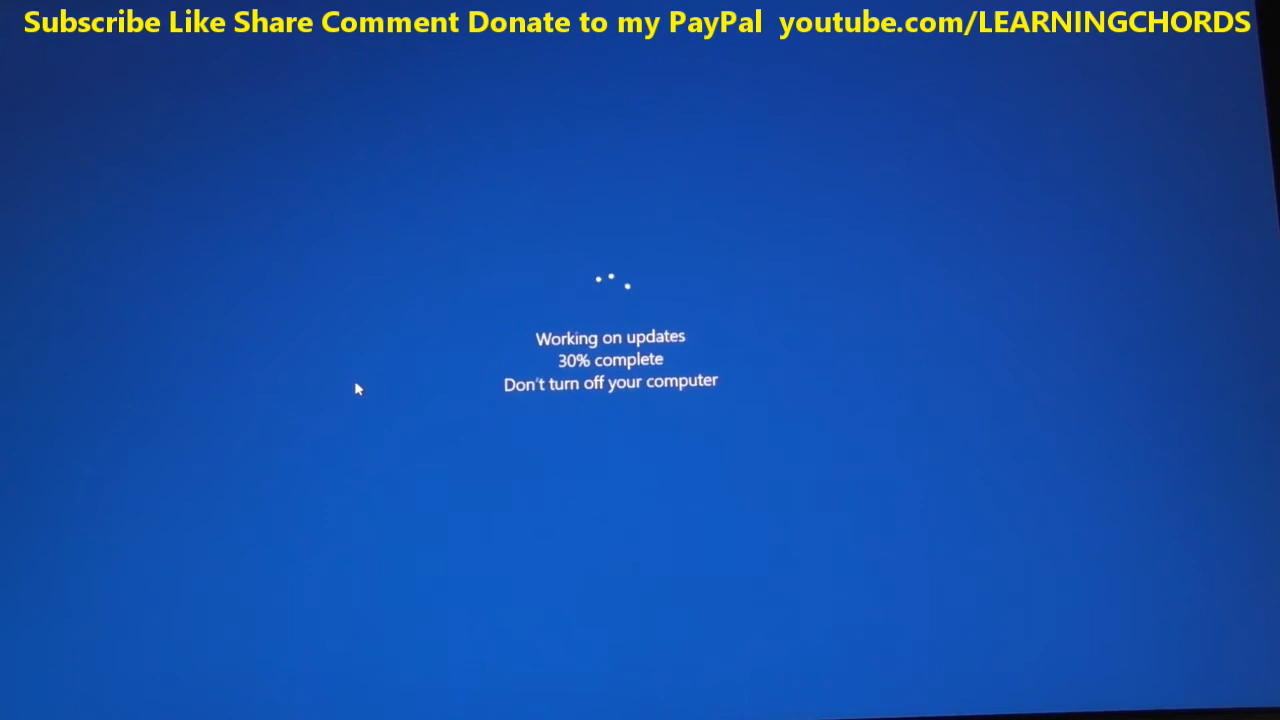 Subscribe Like Share Comment Donate to my PayPal youtube.com/LEARNINGCHORDS
Working on updates
30% complete
Don't turn off your computer